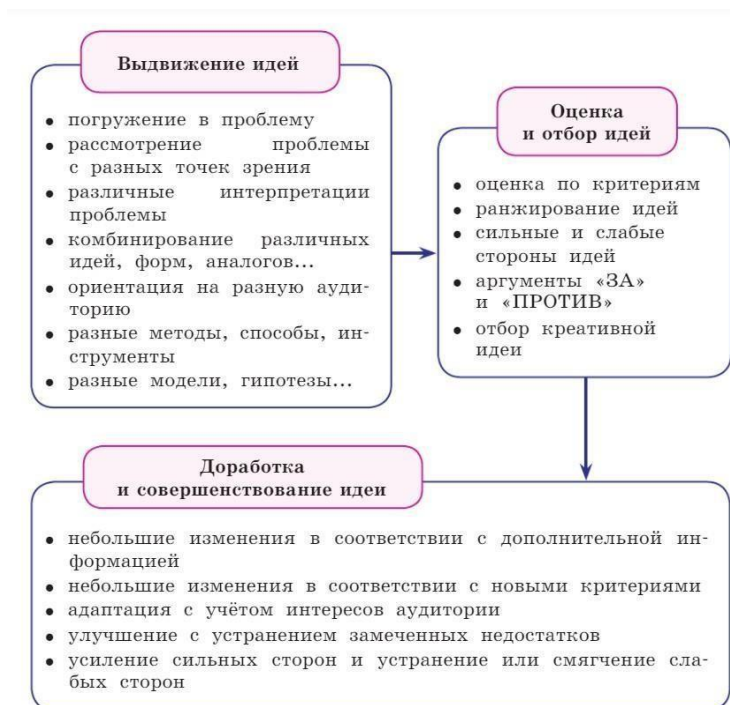 Выдвижение идей
• погружение в проблему
• рассмотрение проблемы
с разных точек зрения
• различные интерпретации
проблемы
• комбинирование различных
идей, форм, аналогов...
• ориентация на разную ауди-
торию
• разные методы, способы, ин-
струменты
• разные модели, гипотезы...
Оценка
и отбор идей
• оценка по критериям
• ранжирование идей
• сильные и слабые
стороны идей
• аргументы «ЗА»
и «ПРОТИВ»
• отбор креативной
идеи
Доработка
и совершенствование идеи
• небольшие изменения в соответствии с дополнительной ин-
формацией
• небольшие изменения в соответствии с новыми критериями
• адаптация с учётом интересов аудитории
• улучшение с устранением замеченных недостатков
• усиление сильных сторон и устранение или смягчение сла-
бых сторон